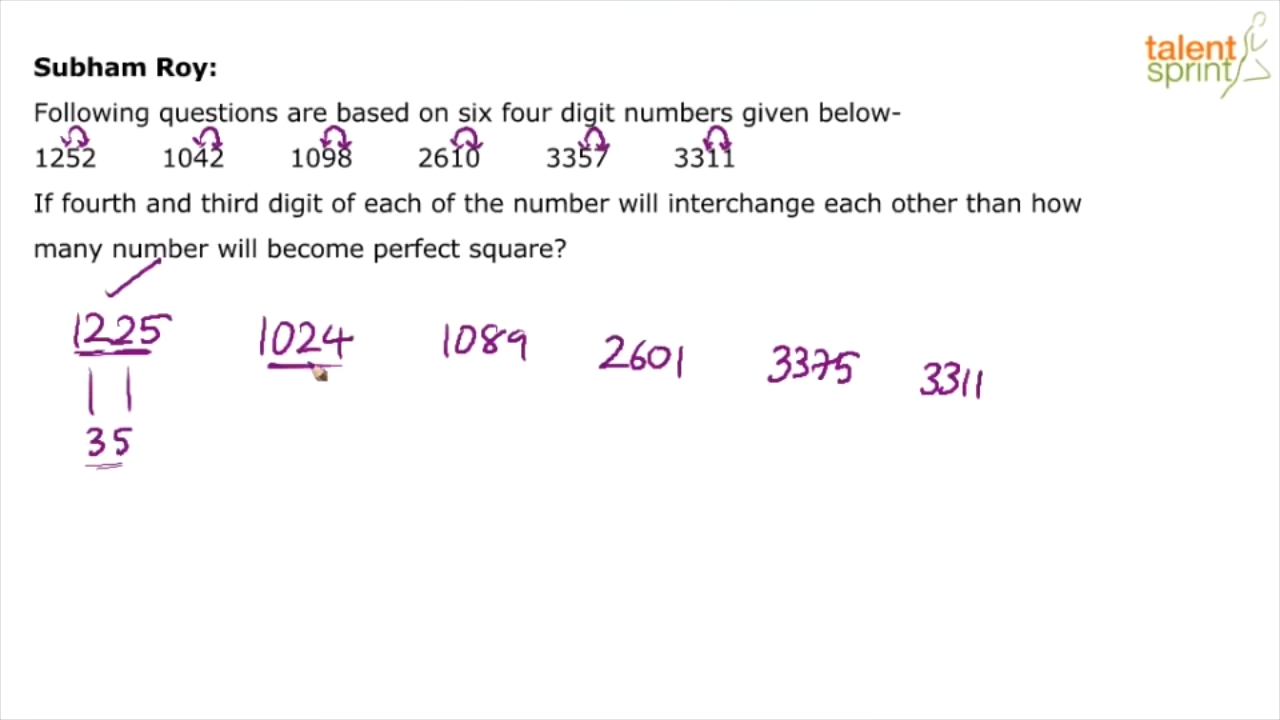 talent
sprint
Subham Roy:
Following questions are based on six four digit numbers given below-
1252 1042 1098 2610 3357 3311
If fourth and third digit of each of the number will interchange each other than how
many number will become perfect square?
1225 1024 1089 2601 3375 3311
35